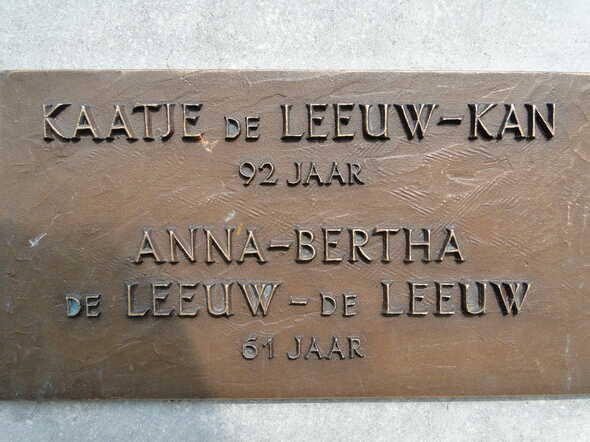 KAATJE DE LEEUW-KAN
92 JAAR
ANNA-BERTHA
DE LEEUW-DE LEEUW
61 JAAR